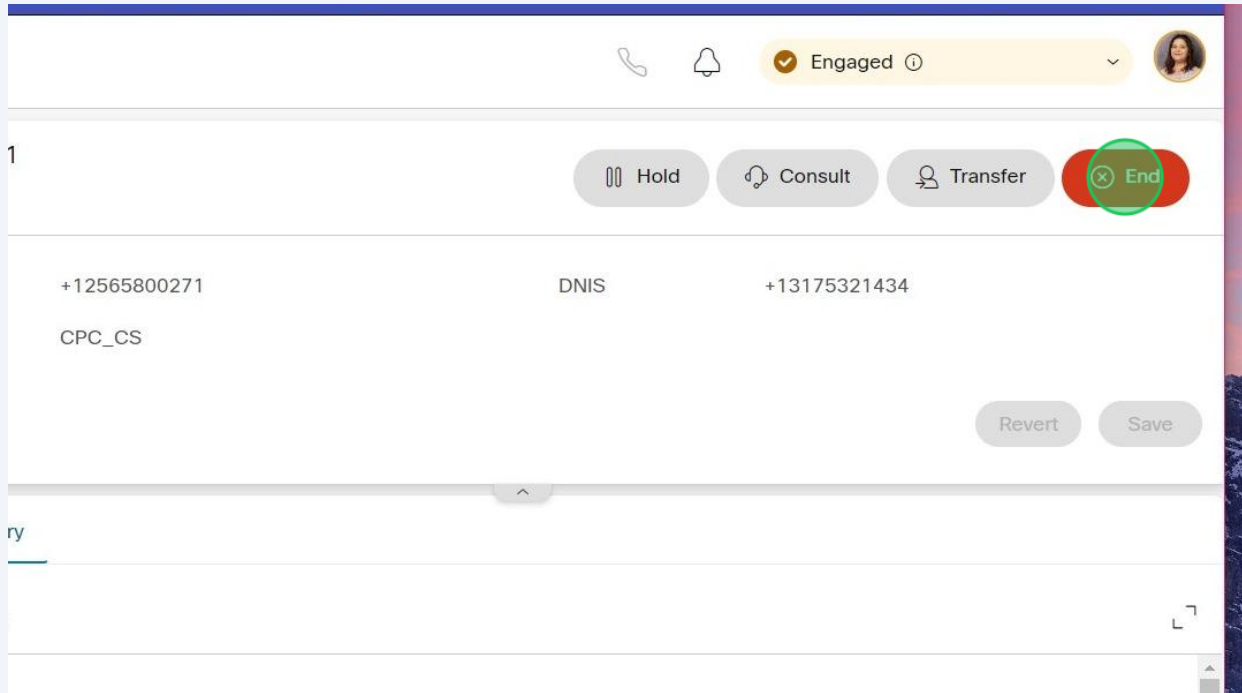 Engaged
1
Hold Consult Transfer End
+12565800271 DNIS +13175321434
CPC_CS
Revert Save
ry